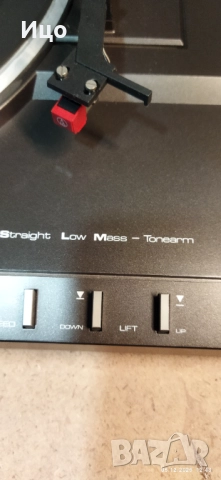 Ицо
Straight Low Mass – Tonearm
DOWN LIFT UP
bazar